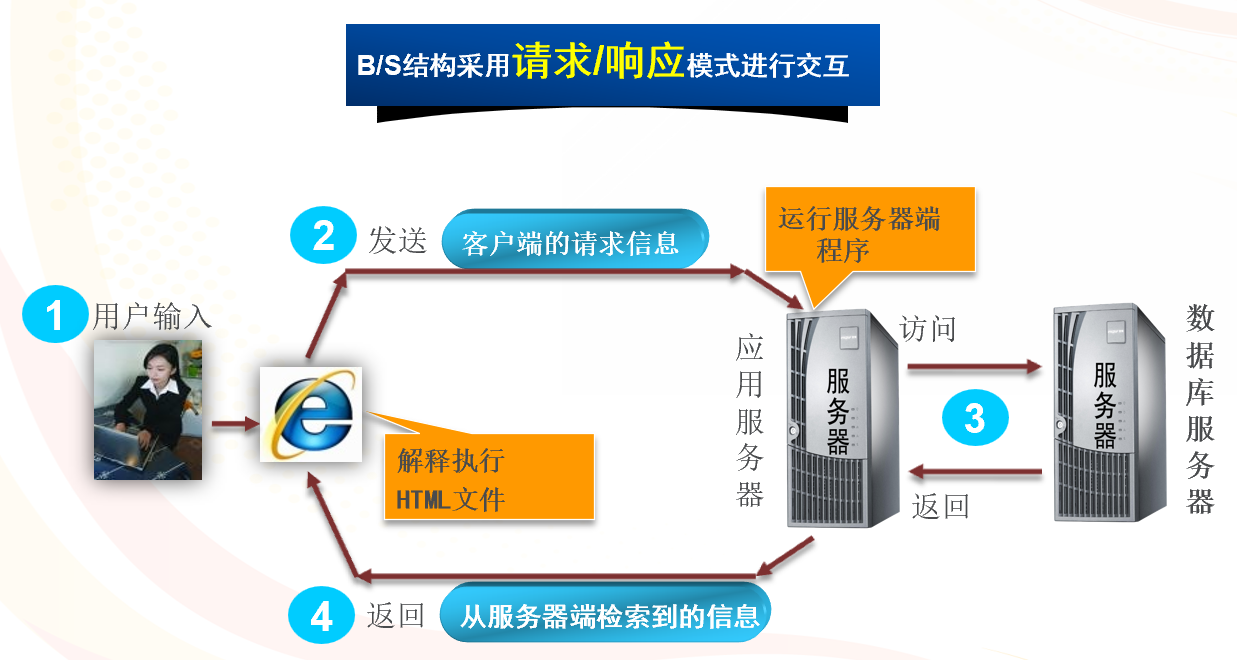 B/S结构采用请求/响应模式进行交互
2 发送 客户端的请求信息
运行服务器端
程序
1 用户输入
访问
数据库服务器
应用服务器
服务器
服务器
3
解释执行
HTML文件
返回
4 返回 从服务器端检索到的信息